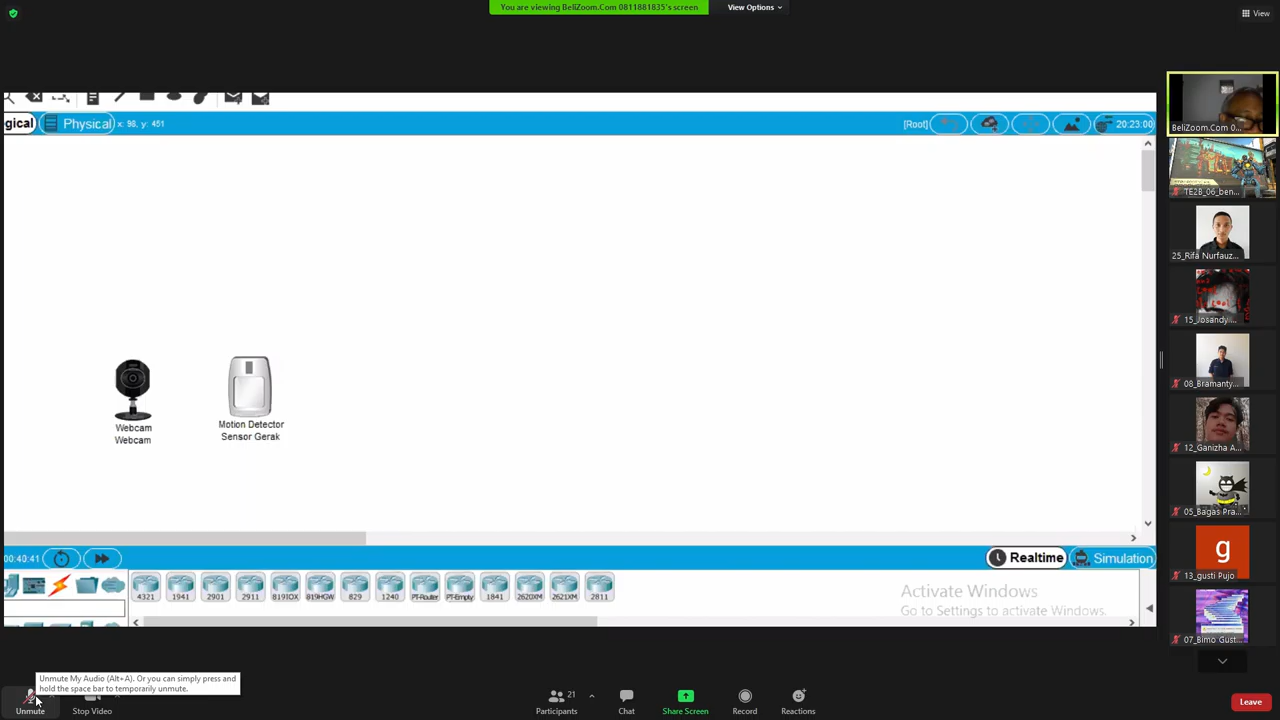 You are viewing BeliZoom.Com 0811881835's screen
View Options
View
gical
Physical
x: 98, y: 451
[Root]
20:23:00
Webcam
Webcam
Motion Detector
Sensor Gerak
00:40:41
Realtime
Simulation
4321
1941
2901
2911
819IOX
819HGW
829
1240
PT-Router
PT-Empty
1841
2620XM
2621XM
2811
Activate Windows
Go to Settings to activate Windows.
BeliZoom.Com 0...
TE2B_06_ben...
25_Rifa Nurfauz...
15_Josandy ...
08_Bramanty...
12_Ganizha A...
05_Bagas Pra...
g
13_gusti Pujo
07_Bimo Gust...
Unmute My Audio (Alt+A). Or you can simply press and
hold the space bar to temporarily unmute.
Unmute
Stop Video
21
Participants
Chat
Share Screen
Record
Reactions
Leave